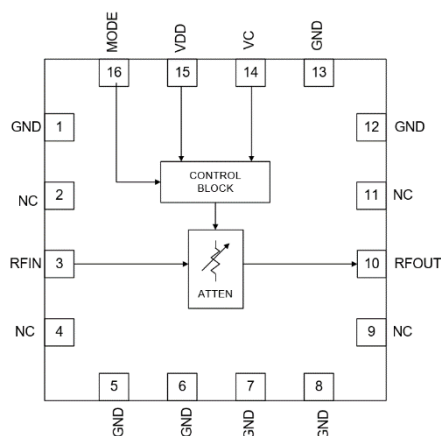 MODE
VDD
VC
GND
16
15
14
13
GND 1
12 GND
NC 2
11 NC
CONTROL
BLOCK
RFIN 3
10 RFOUT
ATTEN
NC 4
9 NC
5
6
7
8
GND
GND
GND
GND